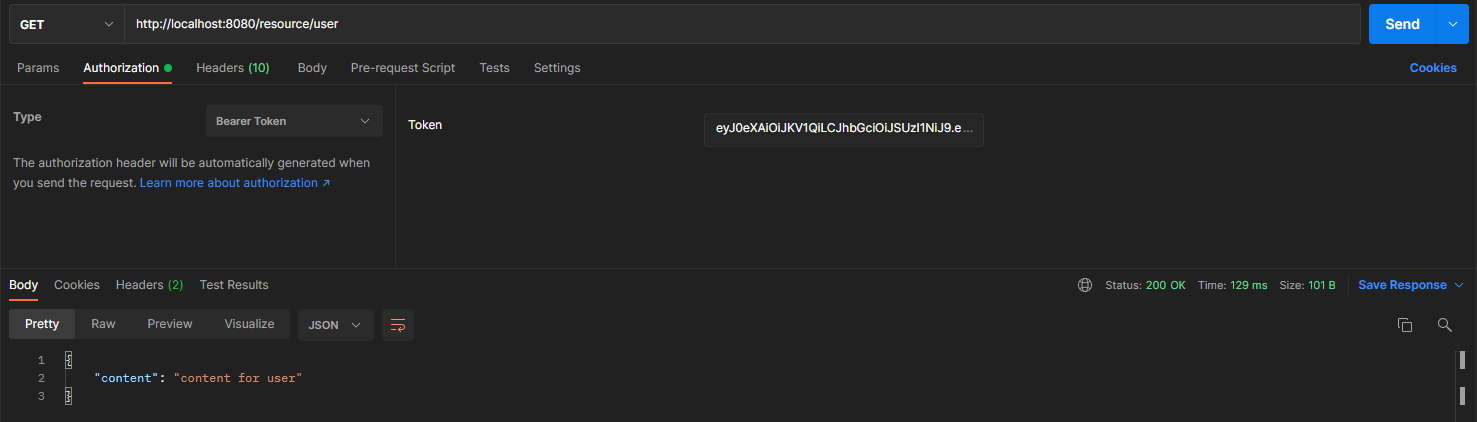 GET http://localhost:8080/resource/user Send
Params Authorization Headers (10) Body Pre-request Script Tests Settings Cookies
Type Bearer Token
The authorization header will be automatically generated when
you send the request. Learn more about authorization ↗
Token eyJ0eXAiOiJKV1QiLCJhbGciOiJSUzI1NiJ9.e...
Body Cookies Headers (2) Test Results Status: 200 OK Time: 129 ms Size: 101 B Save Response
Pretty Raw Preview Visualize JSON
1 {
2 "content": "content for user"
3 }